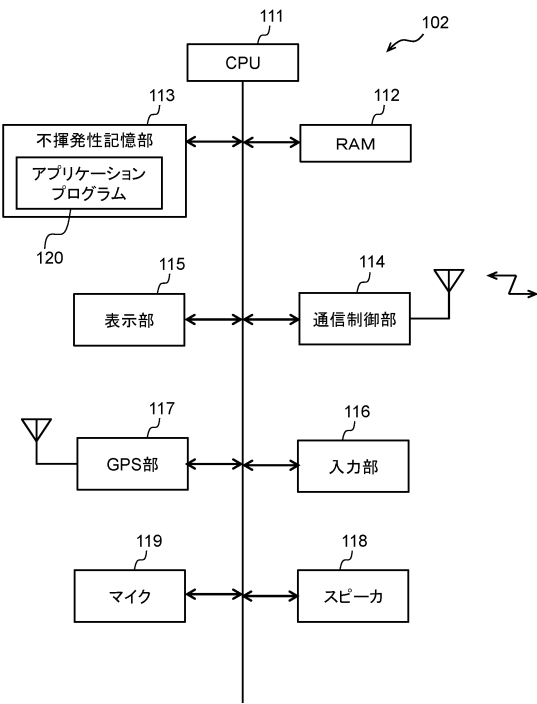 111
102
CPU
113
112
不揮発性記憶部
RAM
アプリケーション
プログラム
120
115
114
表示部
通信制御部
117
116
GPS部
入力部
119
118
マイク
スピーカ